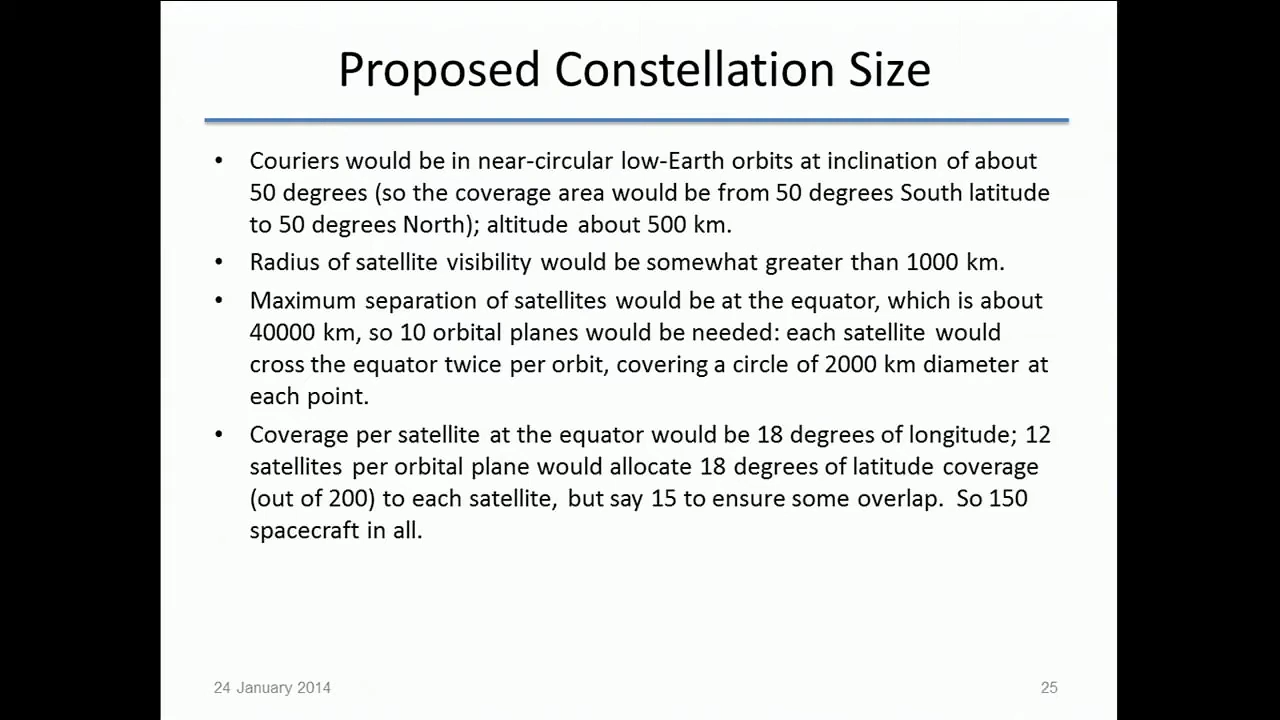 Proposed Constellation Size
• Couriers would be in near-circular low-Earth orbits at inclination of about
50 degrees (so the coverage area would be from 50 degrees South latitude
to 50 degrees North); altitude about 500 km.
• Radius of satellite visibility would be somewhat greater than 1000 km.
• Maximum separation of satellites would be at the equator, which is about
40000 km, so 10 orbital planes would be needed: each satellite would
cross the equator twice per orbit, covering a circle of 2000 km diameter at
each point.
• Coverage per satellite at the equator would be 18 degrees of longitude; 12
satellites per orbital plane would allocate 18 degrees of latitude coverage
(out of 200) to each satellite, but say 15 to ensure some overlap. So 150
spacecraft in all.
24 January 2014
25